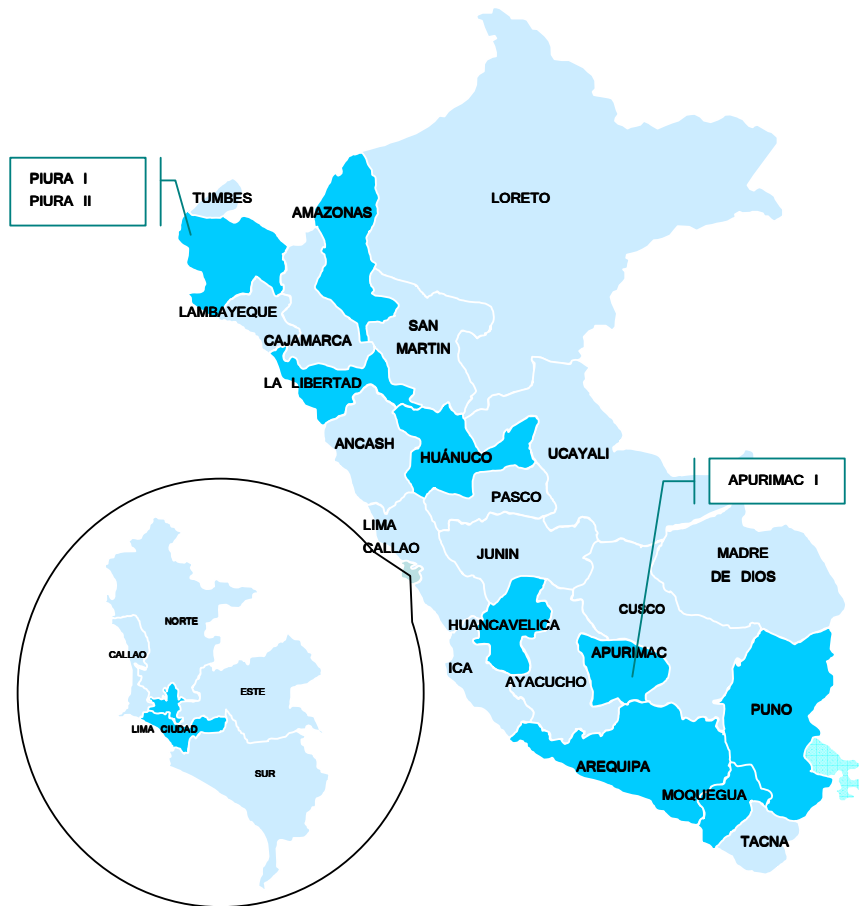 PIURA I
PIURA II
TUMBES
AMAZONAS
LORETO
LAMBAYEQUE
CAJAMARCA
SAN
MARTIN
LA LIBERTAD
ANCASH
HUÁNUCO
UCAYALI
APURIMAC I
PASCO
LIMA
CALLAO
JUNIN
MADRE
DE DIOS
CUSCO
HUANCAVELICA
APURIMAC
ICA
AYACUCHO
PUNO
AREQUIPA
MOQUEGUA
TACNA
NORTE
CALLAO
ESTE
LIMA CIUDAD
SUR